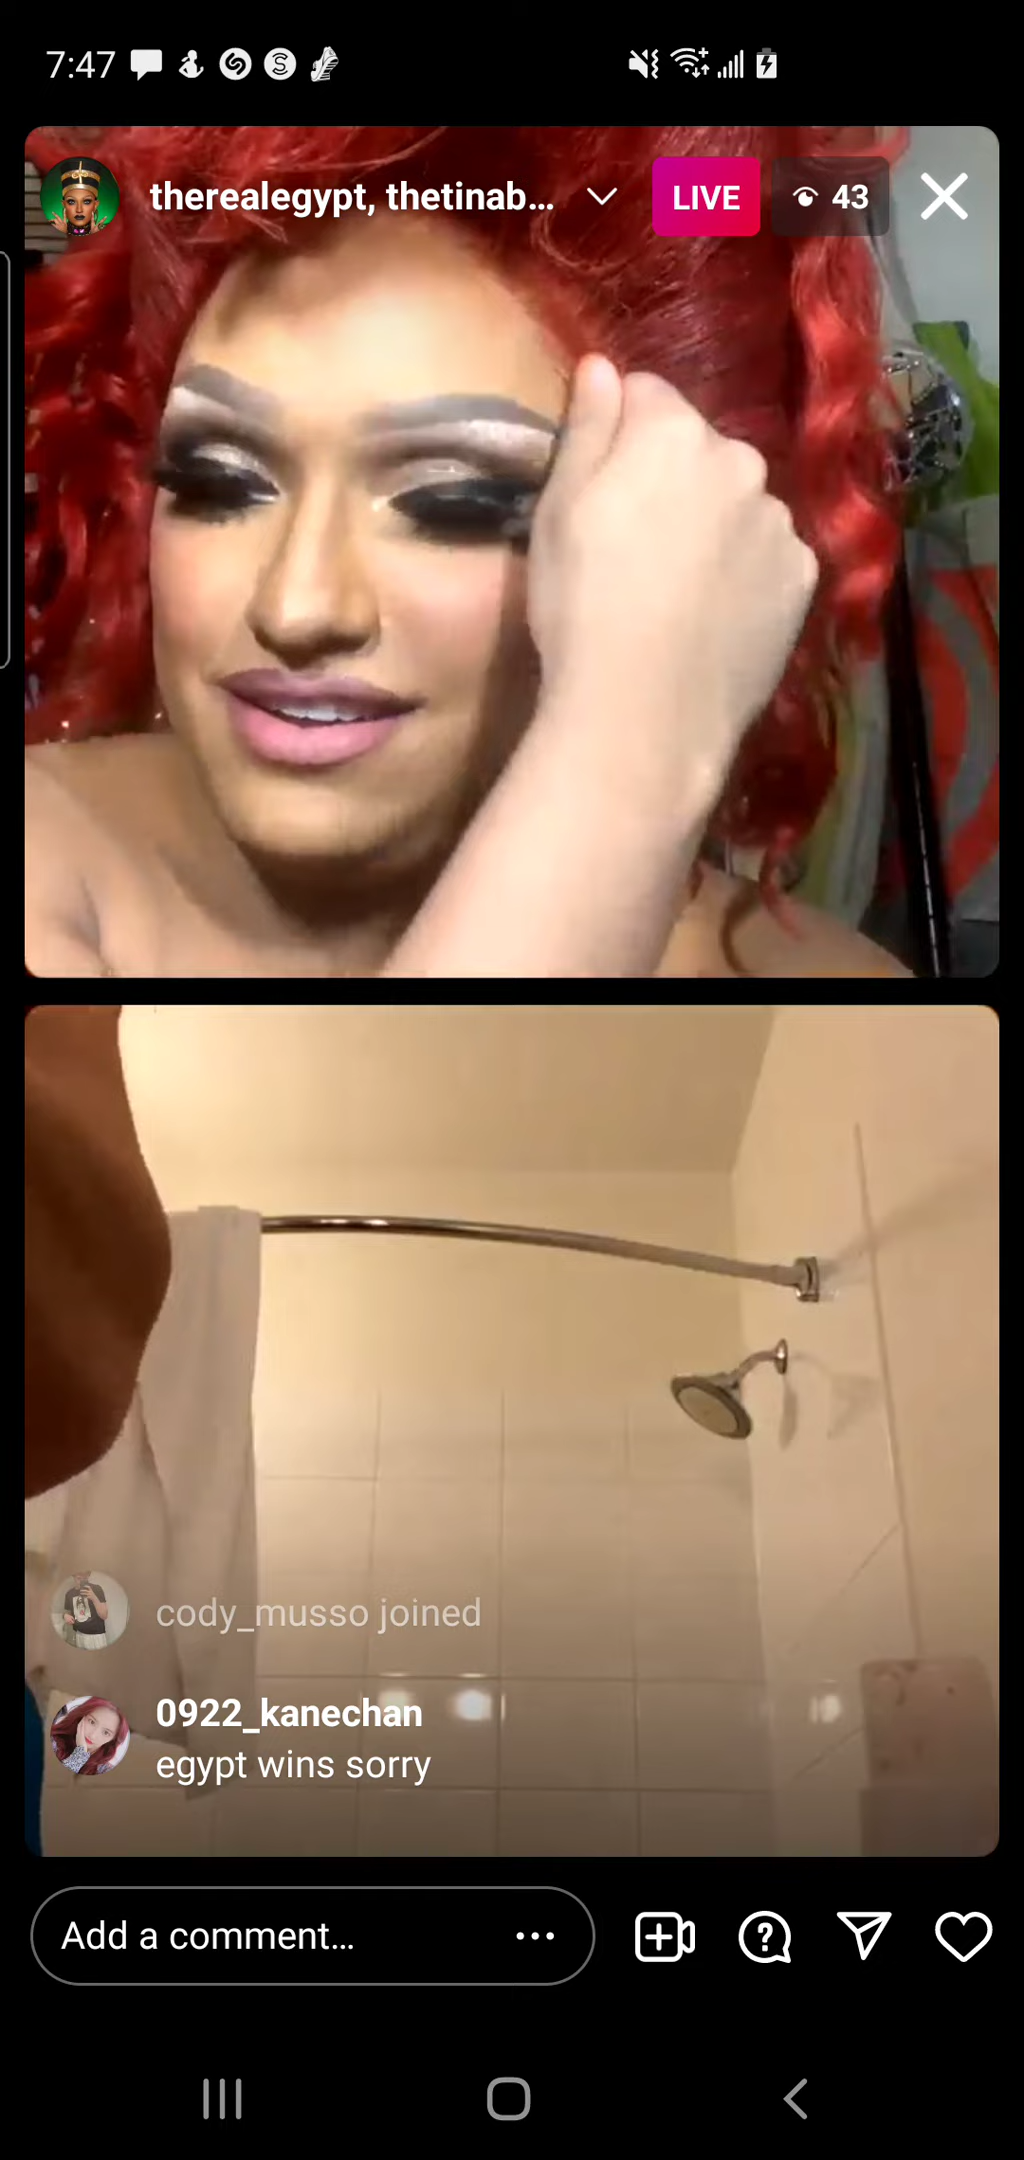 7:47
therealegypt, thetinab...
LIVE
43
cody_musso joined
0922_kanechan
egypt wins sorry
Add a comment...